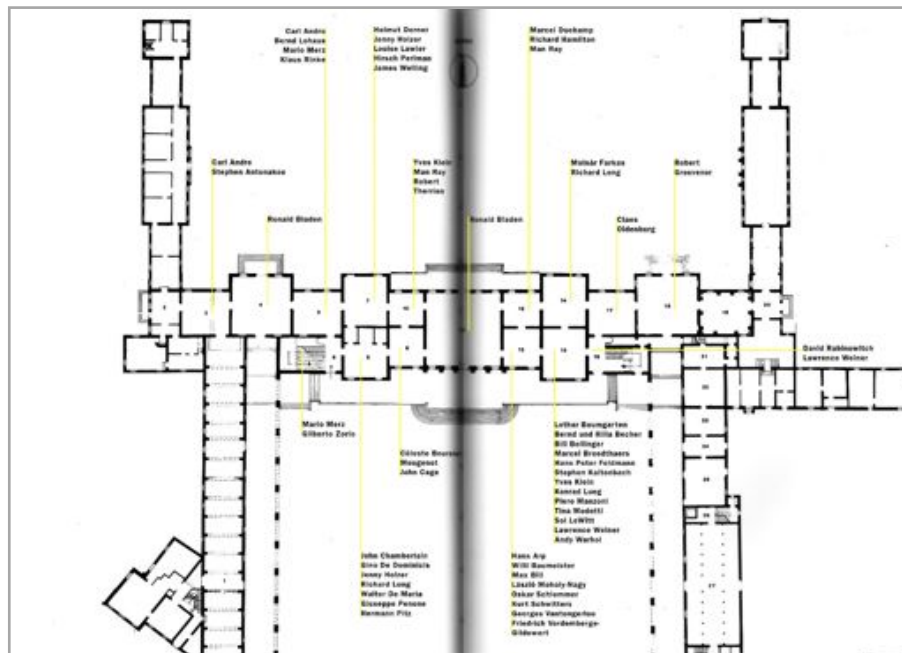 Carl Andre
Bernd Lohaus
Mario Merz
Klaus Rinke
Helmut Dorner
Jenny Holzer
Louise Lawler
Hirsch Perlman
James Welling
Marcel Duchamp
Richard Hamilton
Man Ray
Carl Andre
Stephen Antonakos
Yves Klein
Man Ray
Robert
Therrien
Molnár Farkas
Richard Long
Robert
Grosvenor
Ronald Bladen
Ronald Bladen
Claes
Oldenburg
David Rabinowitch
Lawrence Weiner
Mario Merz
Gilberto Zorio
Céleste Boursier-
Mougenot
John Cage
Lothar Baumgarten
Bernd und Hilla Becher
Bill Bollinger
Marcel Broodthaers
Hans Peter Feldmann
Stephen Kaltenbach
Yves Klein
Konrad Lueg
Piero Manzoni
Tina Modotti
Sol LeWitt
Lawrence Weiner
Andy Warhol
John Chamberlain
Gino De Dominicis
Jenny Holzer
Richard Long
Walter De Maria
Giuseppe Penone
Hermann Pitz
Hans Arp
Willi Baumeister
Max Bill
László Moholy-Nagy
Oskar Schlemmer
Kurt Schwitters
Georges Vantongerloo
Friedrich Vordemberge-
Gildewart